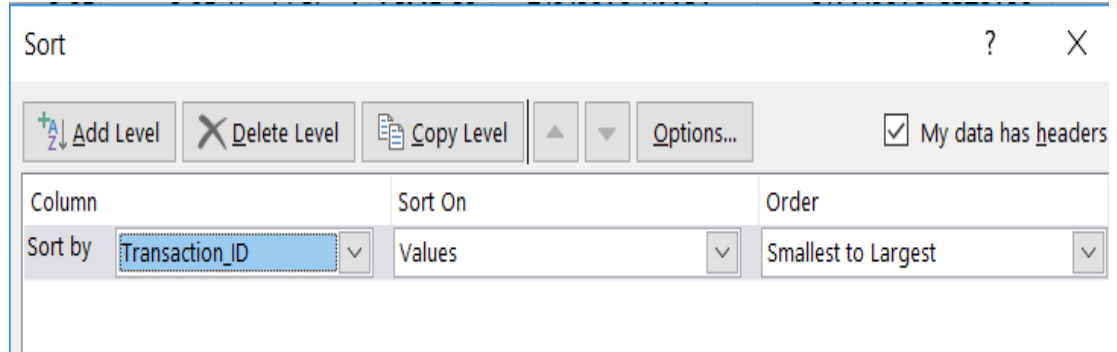 Sort ? X
Add Level Delete Level Copy Level Options... My data has headers
Column Sort On Order
Sort by Transaction_ID Values Smallest to Largest